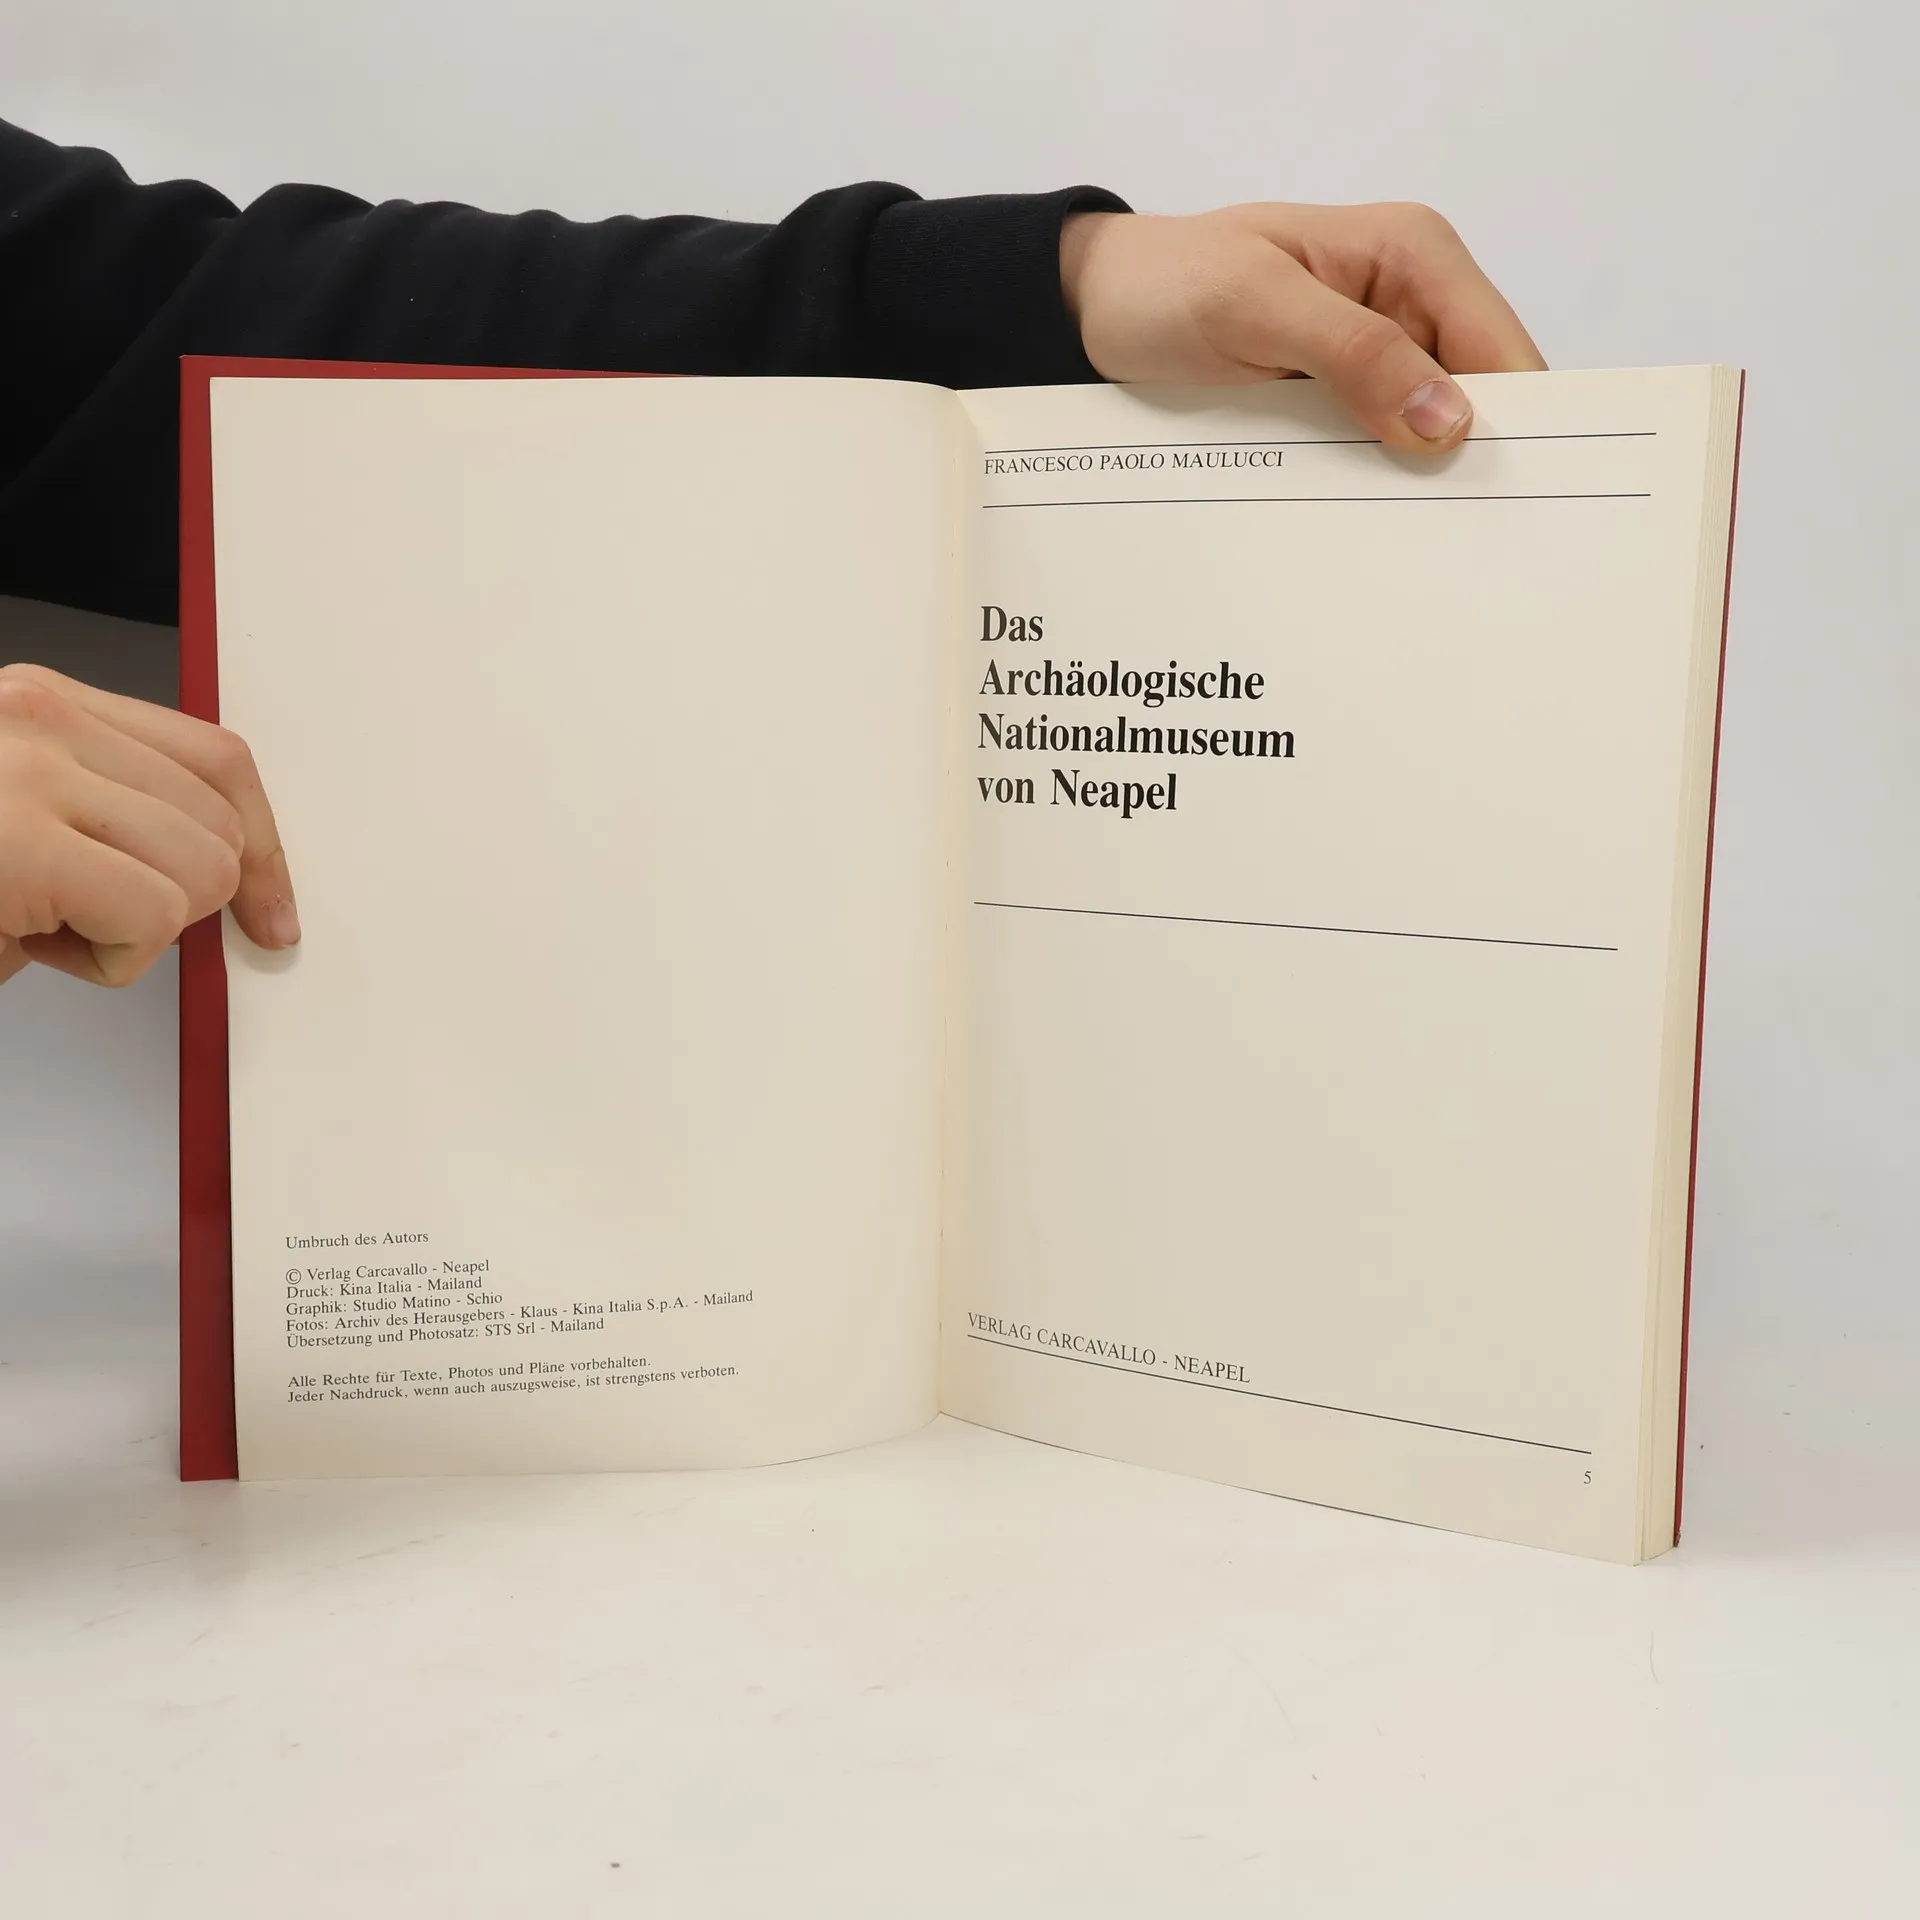 Umbruch des Autors
© Verlag Carcavallo - Neapel
Druck: Kina Italia - Mailand
Graphik: Studio Matino - Schio
Fotos: Archiv des Herausgebers - Klaus - Kina Italia S.p.A. - Mailand
Übersetzung und Photosatz: STS Srl - Mailand
Alle Rechte für Texte, Photos und Pläne vorbehalten.
Jeder Nachdruck, wenn auch auszugsweise, ist strengstens verboten.
FRANCESCO PAOLO MAULUCCI
Das
Archäologische
Nationalmuseum
von Neapel
VERLAG CARCAVALLO - NEAPEL
5